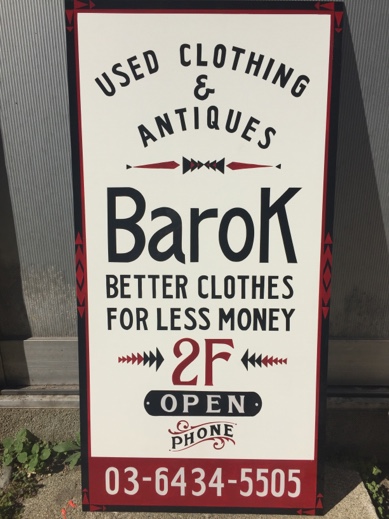 USED CLOTHING
&
ANTIQUES
BaroK
BETTER CLOTHES
FOR LESS MONEY
2F
OPEN
PHONE
03-6434-5505